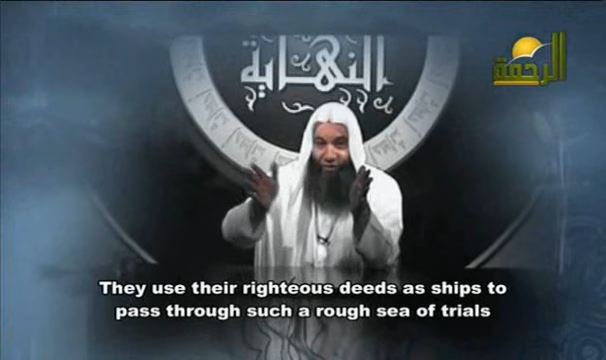 النهاية
الرحمة
They use their righteous deeds as ships to
pass through such a rough sea of trials